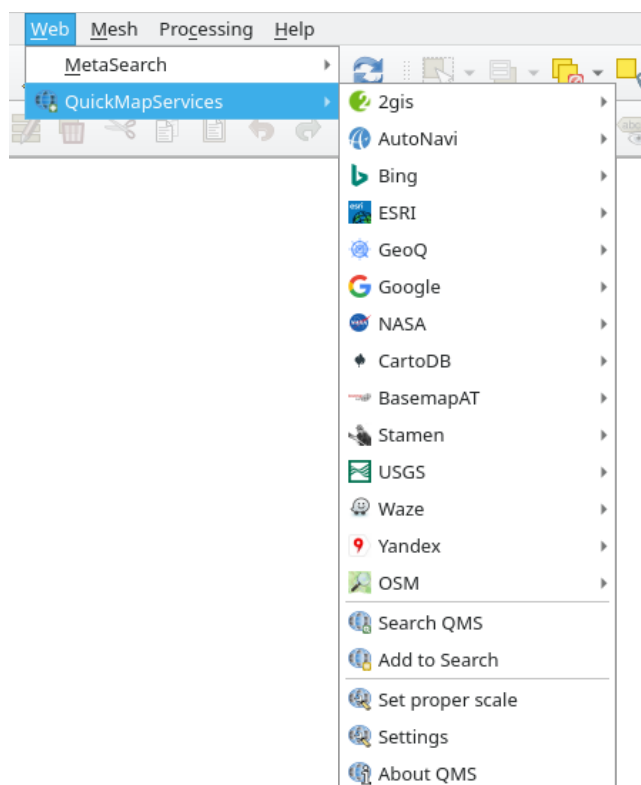 Web Mesh Processing Help
MetaSearch
QuickMapServices
2gis
AutoNavi
Bing
ESRI
GeoQ
Google
NASA
CartoDB
BasemapAT
Stamen
USGS
Waze
Yandex
OSM
Search QMS
Add to Search
Set proper scale
Settings
About QMS